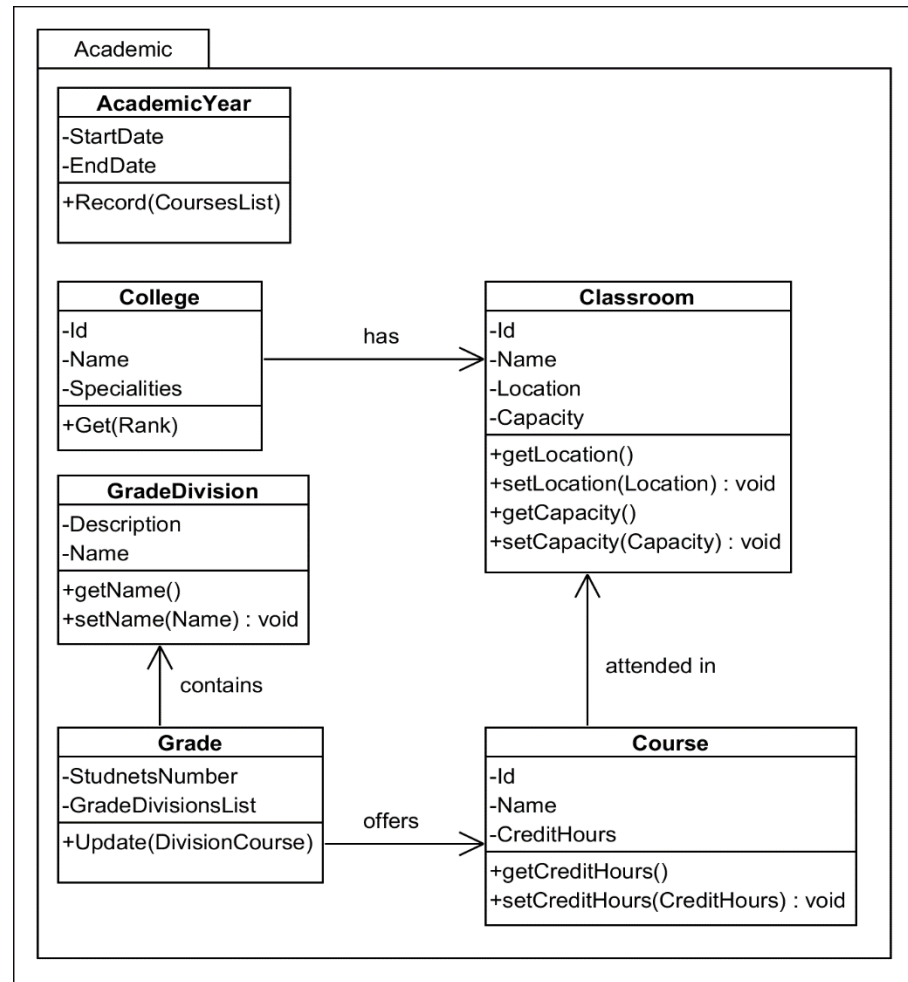 Academic
AcademicYear
-StartDate
-EndDate
+Record(CoursesList)
College
-Id
-Name
-Specialities
+Get(Rank)
has
Classroom
-Id
-Name
-Location
-Capacity
+getLocation()
+setLocation(Location) : void
+getCapacity()
+setCapacity(Capacity) : void
GradeDivision
-Description
-Name
+getName()
+setName(Name) : void
contains
attended in
Grade
-StudnetsNumber
-GradeDivisionsList
+Update(DivisionCourse)
offers
Course
-Id
-Name
-CreditHours
+getCreditHours()
+setCreditHours(CreditHours) : void